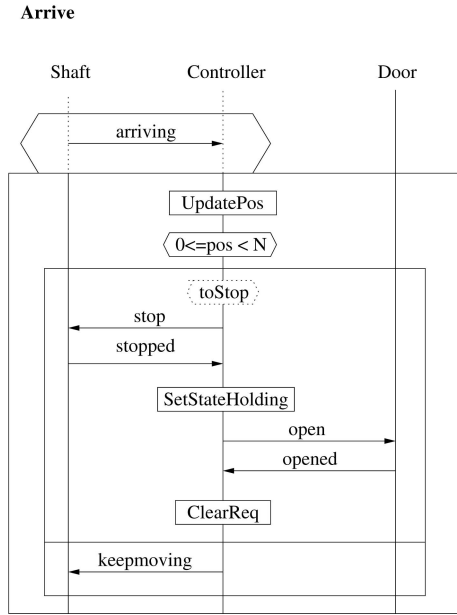 Arrive
Shaft Controller Door
arriving
UpdatePos
0<=pos < N
toStop
stop
stopped
SetStateHolding
open
opened
ClearReq
keepmoving